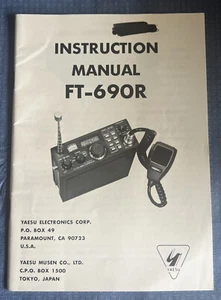 INSTRUCTION
MANUAL
FT-690R
YAESU ELECTRONICS CORP.
P.O. BOX 49
PARAMOUNT, CA 90723
U.S.A.
YAESU MUSEN CO., LTD.
C.P.O. BOX 1500
TOKYO, JAPAN
YAESU